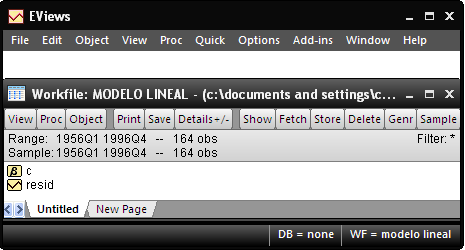 EViews
File Edit Object View Proc Quick Options Add-ins Window Help
Workfile: MODELO LINEAL - (c:\documents and settings\c...
View Proc Object Print Save Details+/- Show Fetch Store Delete Genr Sample
Range: 1956Q1 1996Q4 -- 164 obs Filter: *
Sample: 1956Q1 1996Q4 -- 164 obs
β c
resid
Untitled New Page
DB = none WF = modelo lineal